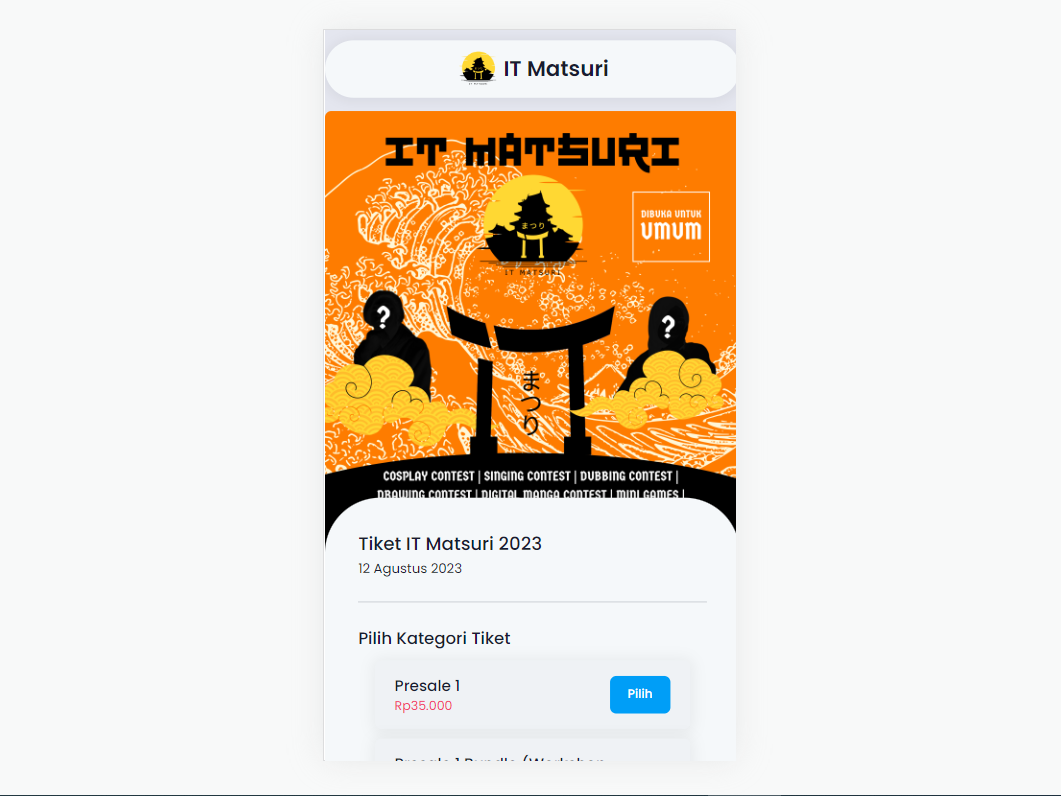 IT Matsuri
IT MATSURI
まつり
IT MATSURI
DIBUKA UNTUK
UMUM
?
?
まつり
COSPLAY CONTEST | SINGING CONTEST | DUBBING CONTEST |
DRAWING CONTEST | DIGITAL MANGA CONTEST | MINI GAMES |
Tiket IT Matsuri 2023
12 Agustus 2023
Pilih Kategori Tiket
Presale 1
Rp35.000
Pilih
Presale 1 Bundle (Workshop